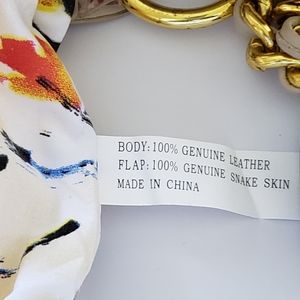 BODY:100% GENUINE LEATHER
FLAP:100% GENUINE SNAKE SKIN
MADE IN CHINA